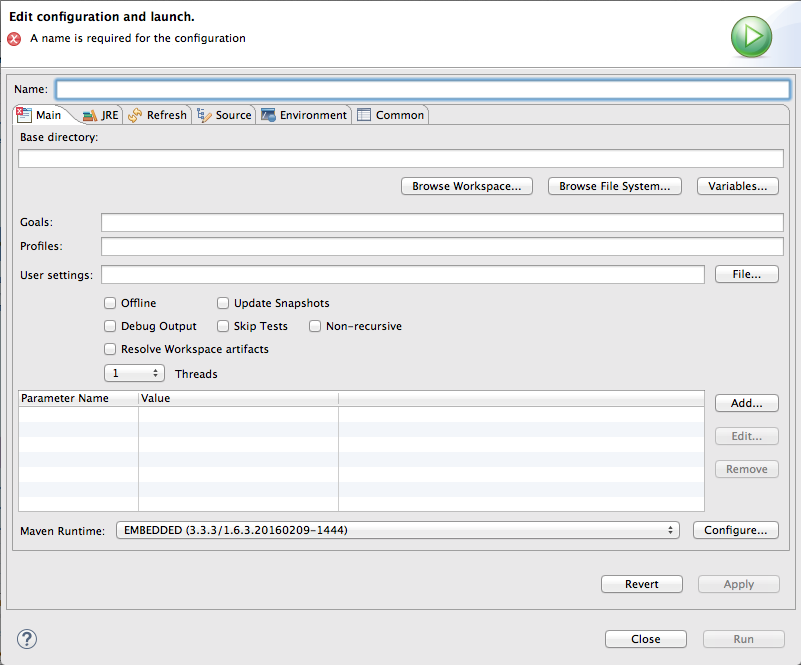 Edit configuration and launch.
A name is required for the configuration
Name:
Main JRE Refresh Source Environment Common
Base directory:
Browse Workspace... Browse File System... Variables...
Goals:
Profiles:
User settings: File...
Offline Update Snapshots
Debug Output Skip Tests Non-recursive
Resolve Workspace artifacts
1 Threads
Parameter Name Value
Add...
Edit...
Remove
Maven Runtime: EMBEDDED (3.3.3/1.6.3.20160209-1444) Configure...
Revert Apply
? Close Run